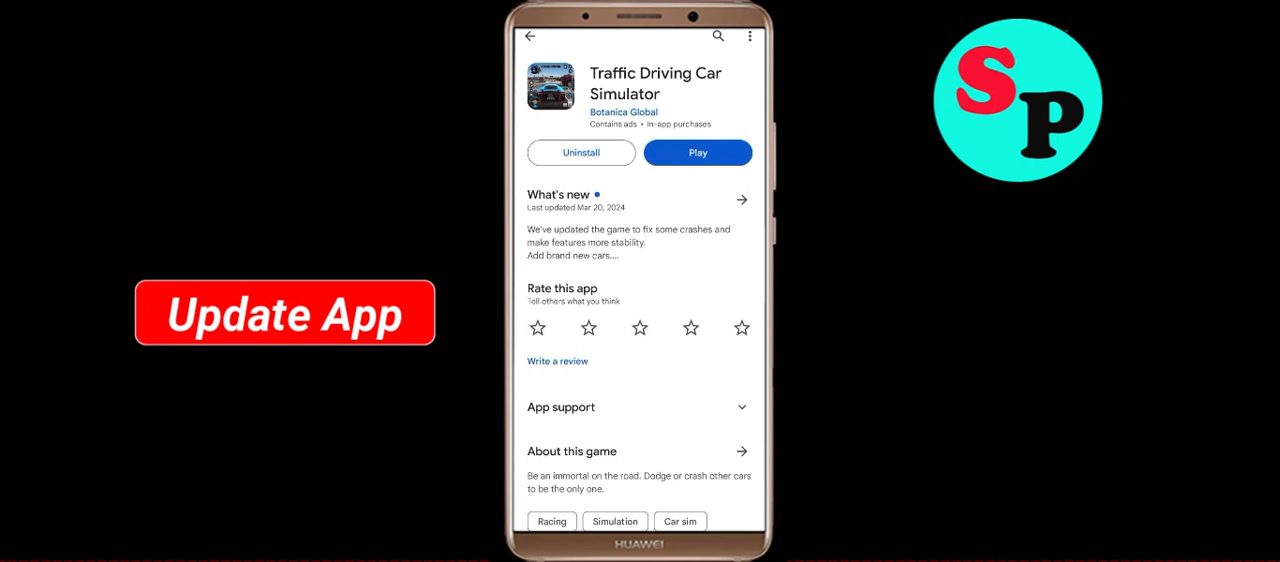 Traffic Driving Car
Simulator
Botanica Global
Contains ads • In-app purchases
Uninstall
Play
What's new
Last updated Mar 20, 2024
We've updated the game to fix some crashes and
make features more stability.
Add brand new cars....
Rate this app
Tell others what you think
Write a review
App support
About this game
Be an immortal on the road. Dodge or crash other cars
to be the only one.
Racing
Simulation
Car sim
HUAWEI
Update App
SP